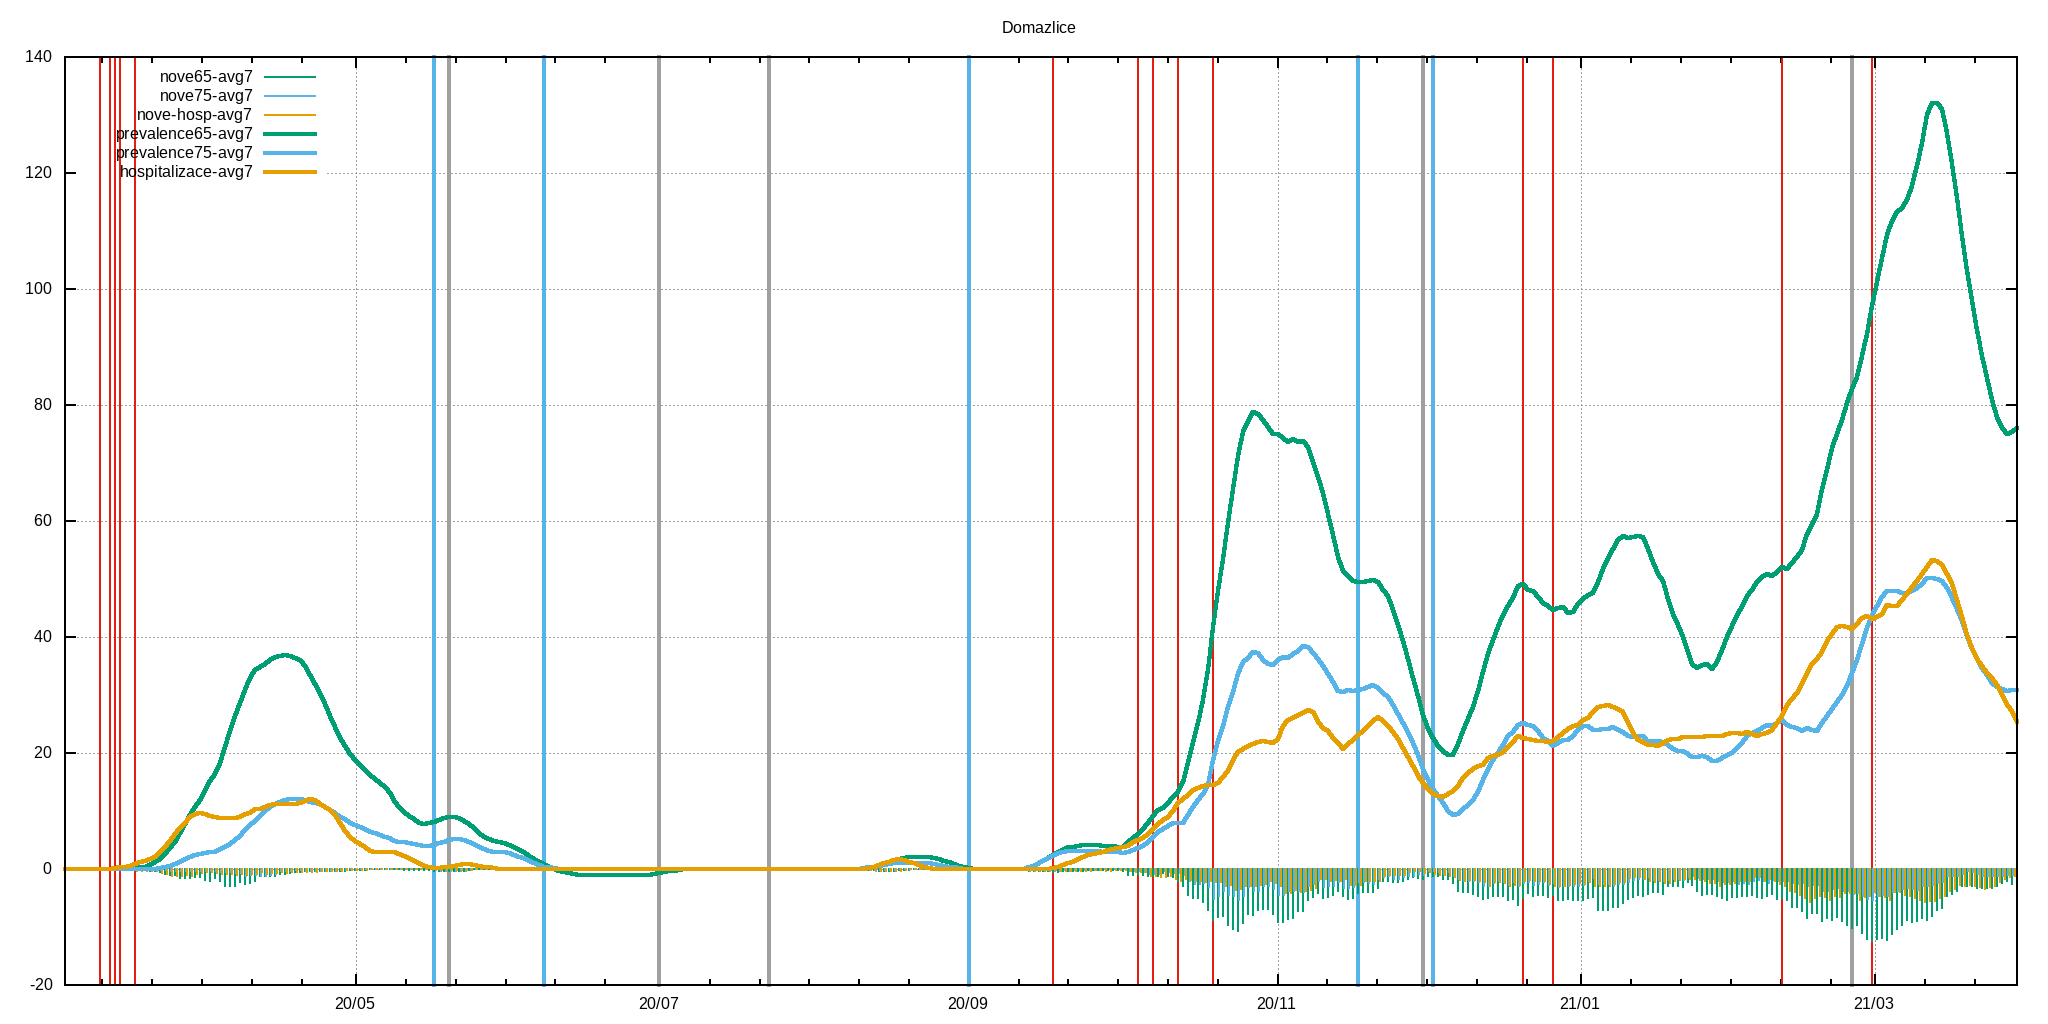 Domazlice
140
120
100
80
60
40
20
0
-20
nove65-avg7
nove75-avg7
nove-hosp-avg7
prevalence65-avg7
prevalence75-avg7
hospitalizace-avg7
20/05 20/07 20/09 20/11 21/01 21/03